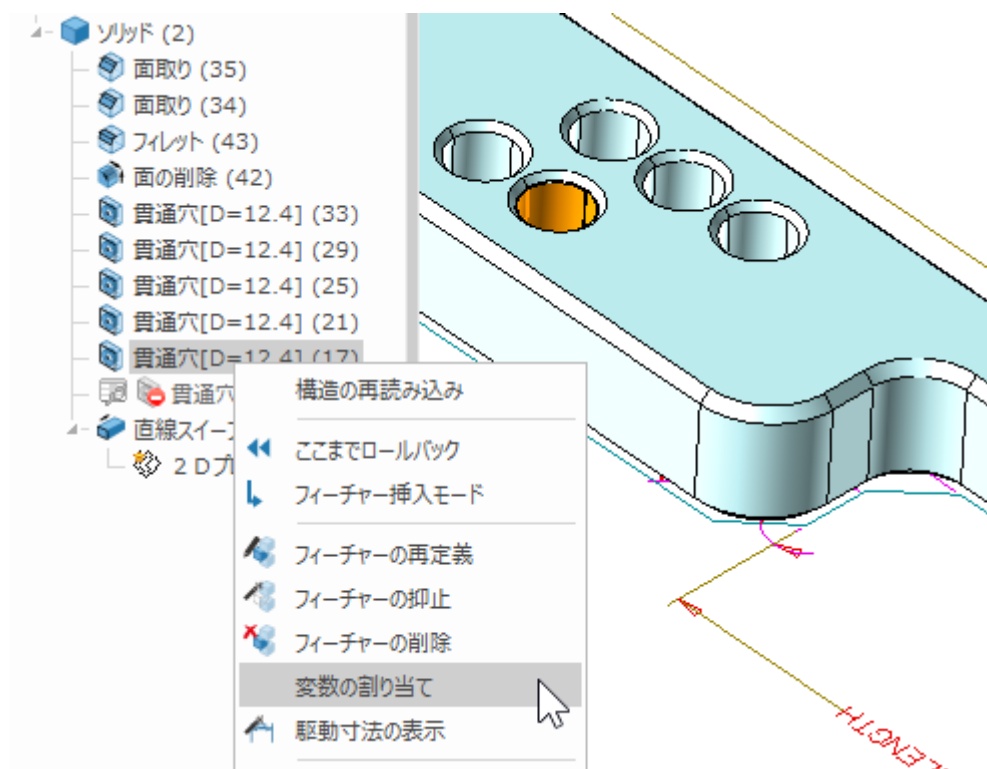 ソリッド (2)
面取り (35)
面取り (34)
フィレット (43)
面の削除 (42)
貫通穴[D=12.4] (33)
貫通穴[D=12.4] (29)
貫通穴[D=12.4] (25)
貫通穴[D=12.4] (21)
貫通穴[D=12.4] (17)
貫通穴
直線スイー
2Dプ
構造の再読み込み
ここまでロールバック
フィーチャー挿入モード
フィーチャーの再定義
フィーチャーの抑止
フィーチャーの削除
変数の割り当て
駆動寸法の表示
LENGTH